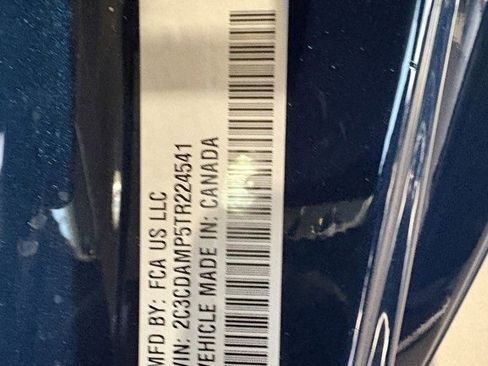 MFD BY: FCA US LLC
VIN: 2C3CDAMP5TR224541
VEHICLE MADE IN: CANADA